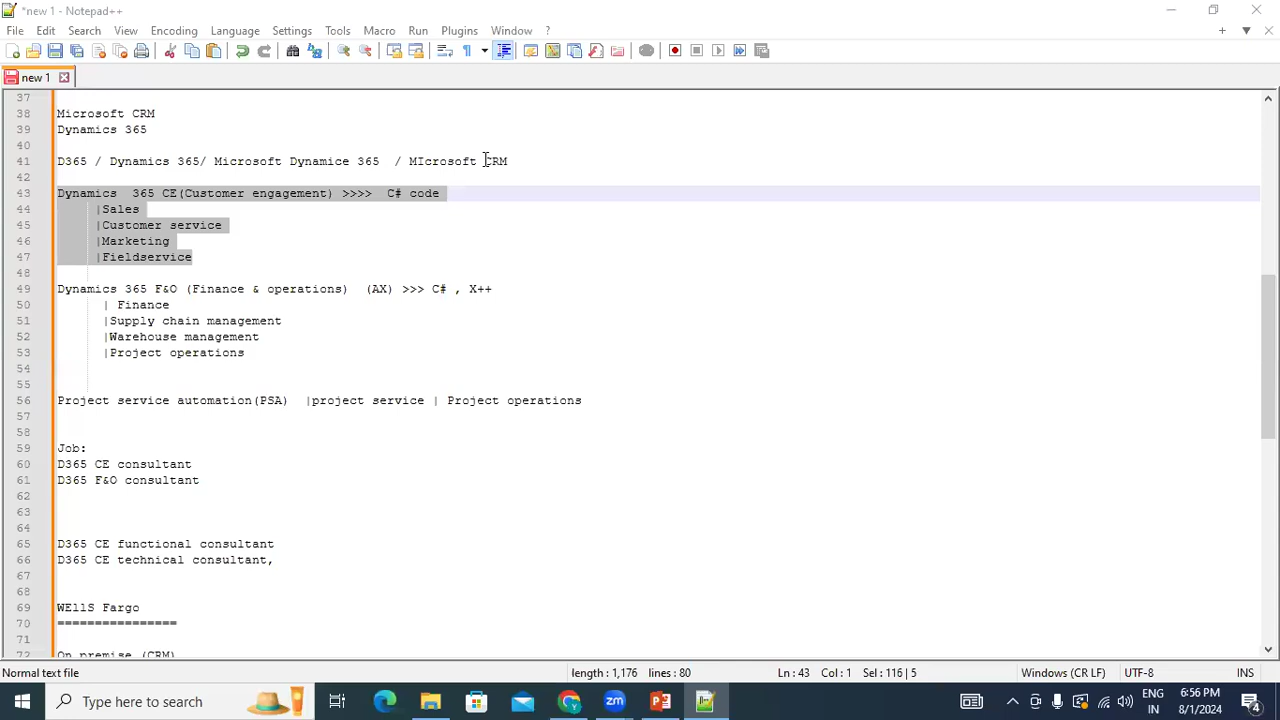 *new 1 - Notepad++
File Edit Search View Encoding Language Settings Tools Macro Run Plugins Window ?
new 1
37
38 Microsoft CRM
39 Dynamics 365
40
41 D365 / Dynamics 365/ Microsoft Dynamice 365 / MIcrosoft CRM
42
43 Dynamics 365 CE(Customer engagement) >>>> C# code
44 |Sales
45 |Customer service
46 |Marketing
47 |Fieldservice
48
49 Dynamics 365 F&O (Finance & operations) (AX) >>> C# , X++
50 | Finance
51 |Supply chain management
52 |Warehouse management
53 |Project operations
54
55
56 Project service automation(PSA) |project service | Project operations
57
58
59 Job:
60 D365 CE consultant
61 D365 F&O consultant
62
63
64
65 D365 CE functional consultant
66 D365 CE technical consultant,
67
68
69 WEllS Fargo
70 ================
71
72 On premise (CRM)
Normal text file length : 1,176 lines : 80 Ln : 43 Col : 1 Sel : 116 | 5 Windows (CR LF) UTF-8 INS
Type here to search
zm
ENG
IN
6:56 PM
8/1/2024
4